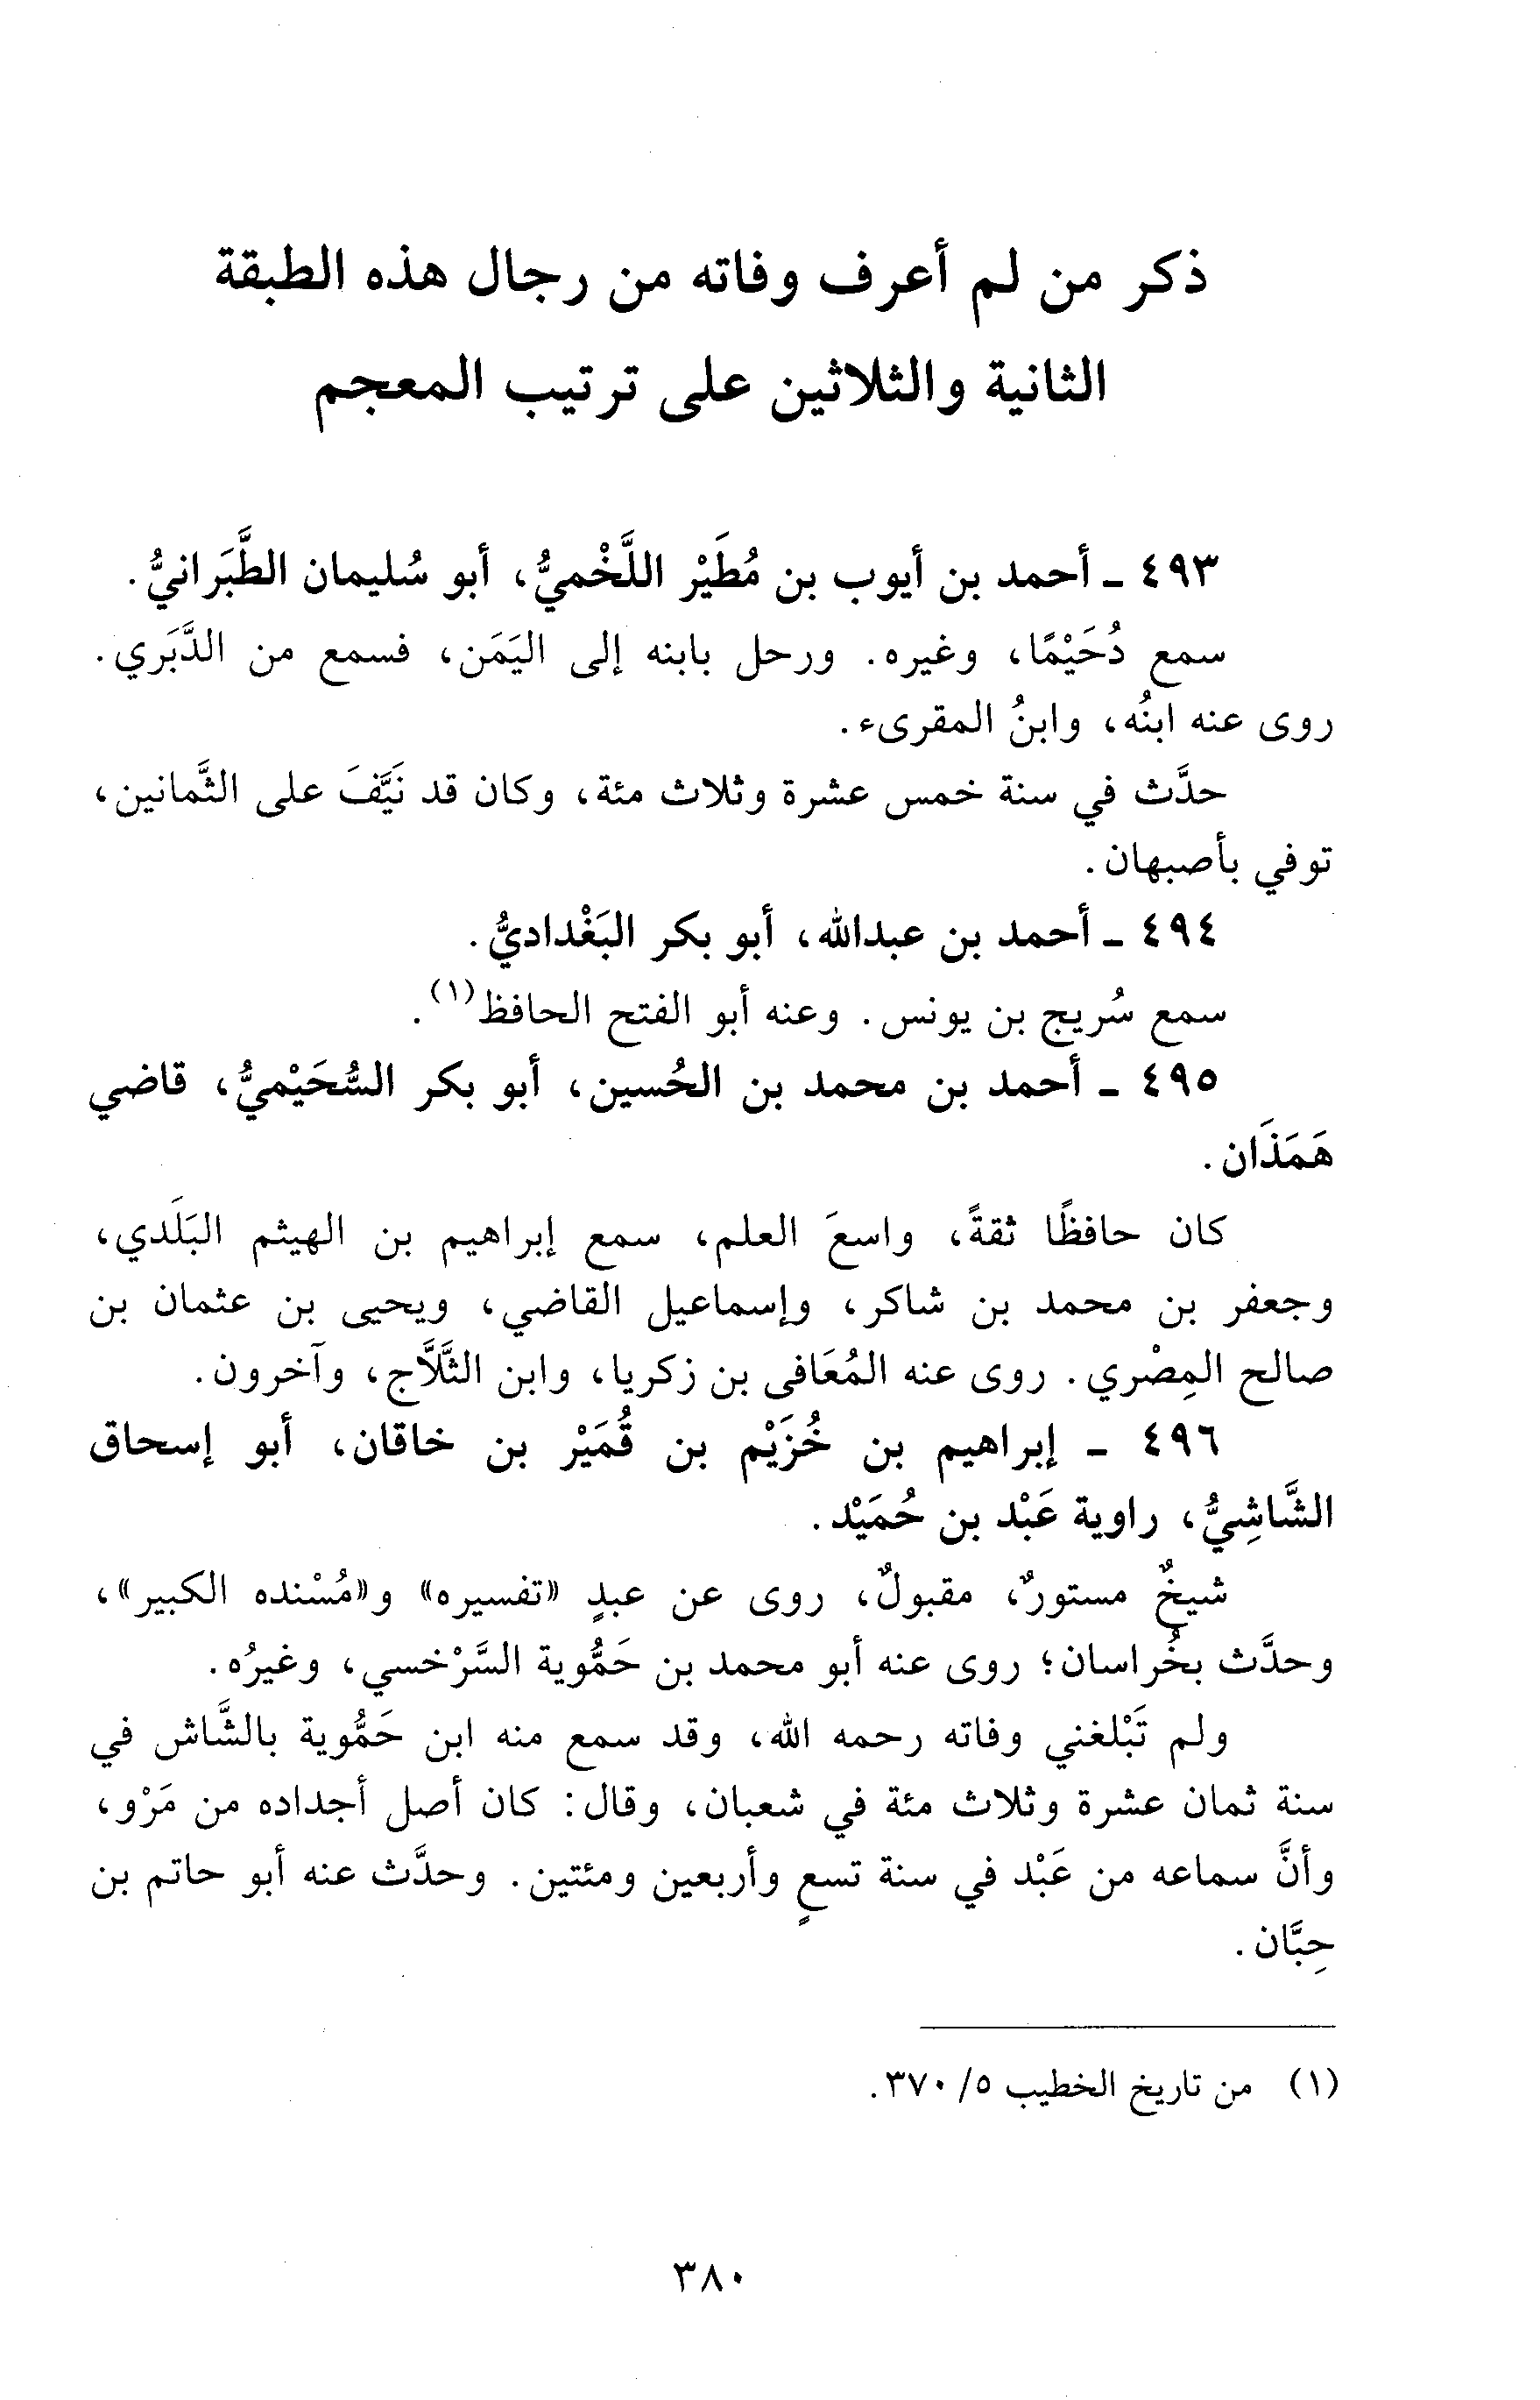 ذكر من لم أعرف وفاته من رجال هذه الطبقة
الثانية والثلاثين على ترتيب المعجم
٤٩٣ ـ أحمد بن أيوب بن مُطَيْر اللَّخْميُّ، أبو سُليمان الطَّبَرانيُّ.
سمع دُحَيْمًا، وغيره. ورحل بابنه إلى اليَمَن، فسمع من الدَّبَري.
روى عنه ابنُه، وابنُ المقرىء.
حدَّث في سنة خمس عشرة وثلاث مئة، وكان قد نَيَّفَ على الثَّمانين،
توفي بأصبهان.
٤٩٤ ـ أحمد بن عبدالله، أبو بكر البَغْداديُّ.
سمع سُريج بن يونس. وعنه أبو الفتح الحافظ(١).
٤٩٥ ـ أحمد بن محمد بن الحُسين، أبو بكر السُّحَيْميُّ، قاضي
هَمَذَان.
كان حافظًا ثقةً، واسعَ العلم، سمع إبراهيم بن الهيثم البَلَدي،
وجعفر بن محمد بن شاكر، وإسماعيل القاضي، ويحيى بن عثمان بن
صالح المِصْري. روى عنه المُعَافى بن زكريا، وابن الثَّلَّاج، وآخرون.
٤٩٦ ـ إبراهيم بن خُزَيْم بن قُمَيْر بن خاقان، أبو إسحاق
الشَّاشِيُّ، راوية عَبْد بن حُمَيْد.
شيخٌ مستورٌ، مقبولٌ، روى عن عبدٍ «تفسيره» و«مُسْنده الكبير»،
وحدَّث بخُراسان؛ روى عنه أبو محمد بن حَمُّوية السَّرْخسي، وغيرُه.
ولم تَبْلغني وفاته رحمه الله، وقد سمع منه ابن حَمُّوية بالشَّاش في
سنة ثمان عشرة وثلاث مئة في شعبان، وقال: كان أصل أجداده من مَرْو،
وأنَّ سماعه من عَبْد في سنة تسعٍ وأربعين ومئتين. وحدَّث عنه أبو حاتم بن
حِبَّان.
(١) من تاريخ الخطيب ٥/ ٣٧٠.
٣٨٠